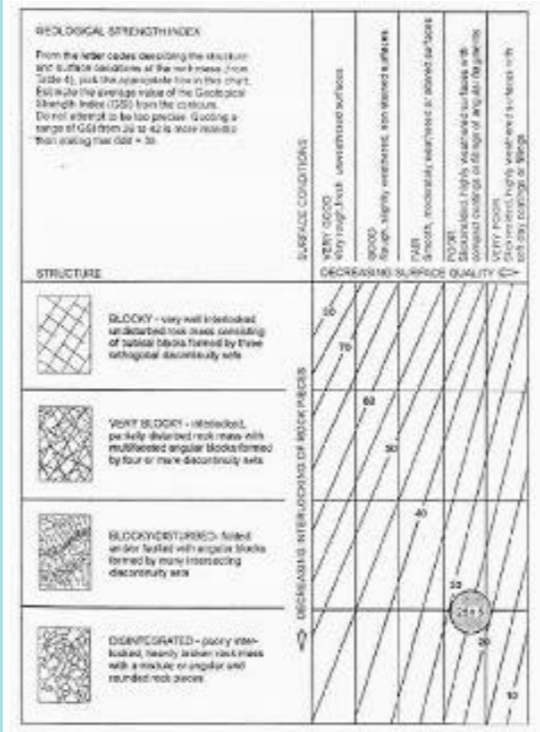 GEOLOGICAL STRENGTH INDEX
From the letter codes describing the structure
and surface conditions of the rock mass (from
Table 4), pick the appropriate box in this chart.
Estimate the average value of the Geological
Strength Index (GSI) from the contours.
Do not attempt to be too precise. Quoting a
range of GSI from 36 to 42 is more realistic
than stating that GSI = 38.
SURFACE CONDITIONS
VERY GOOD
Very rough, fresh unweathered surfaces
GOOD
Rough, slightly weathered, iron stained surfaces
FAIR
Smooth, moderately weathered or altered surfaces
POOR
Slickensided, highly weathered surfaces with
compact coatings or fillings of angular fragments
VERY POOR
Slickensided, highly weathered surfaces with
soft clay coatings or fillings
STRUCTURE
DECREASING SURFACE QUALITY
BLOCKY - very well interlocked
undisturbed rock mass consisting
of cubical blocks formed by three
orthogonal discontinuity sets
VERY BLOCKY - interlocked,
partially disturbed rock mass with
multifaceted angular blocks formed
by four or more discontinuity sets
BLOCKY/DISTURBED- folded
and/or faulted with angular blocks
formed by many intersecting
discontinuity sets
DISINTEGRATED - poorly inter-
locked, heavily broken rock mass
with a mixture or angular and
rounded rock pieces
DECREASING INTERLOCKING OF ROCK PIECES
70
60
50
40
20
10